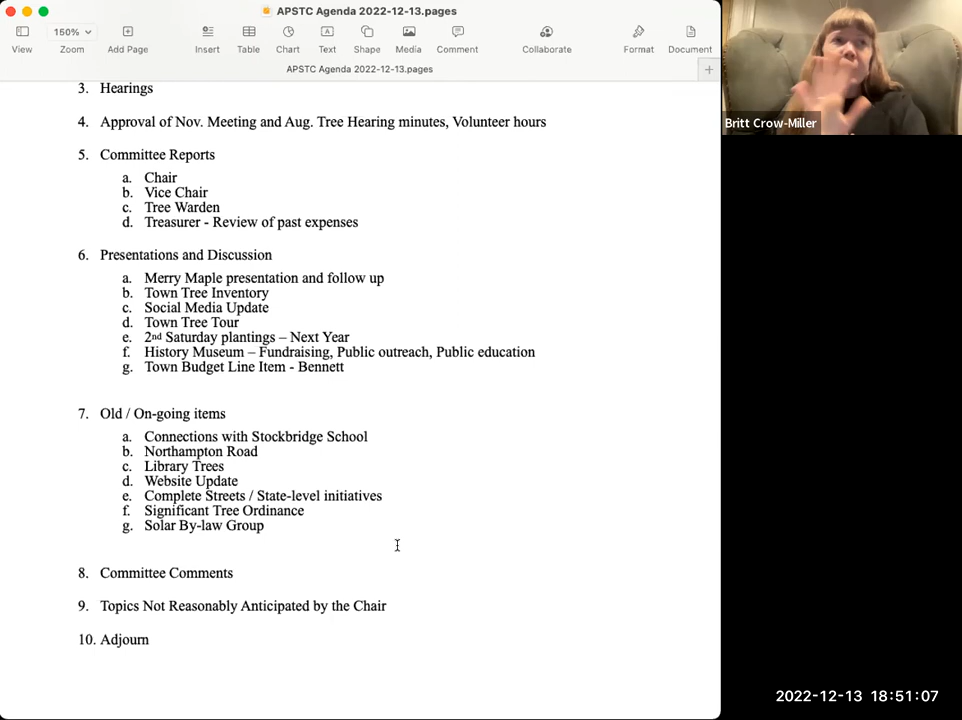 APSTC Agenda 2022-12-13.pages
150%
View
Zoom
Add Page
Insert
Table
Chart
Text
Shape
Media
Comment
Collaborate
Format
Document
APSTC Agenda 2022-12-13.pages
3. Hearings
4. Approval of Nov. Meeting and Aug. Tree Hearing minutes, Volunteer hours
5. Committee Reports
a. Chair
b. Vice Chair
c. Tree Warden
d. Treasurer - Review of past expenses
6. Presentations and Discussion
a. Merry Maple presentation and follow up
b. Town Tree Inventory
c. Social Media Update
d. Town Tree Tour
e. 2nd Saturday plantings – Next Year
f. History Museum – Fundraising, Public outreach, Public education
g. Town Budget Line Item - Bennett
7. Old / On-going items
a. Connections with Stockbridge School
b. Northampton Road
c. Library Trees
d. Website Update
e. Complete Streets / State-level initiatives
f. Significant Tree Ordinance
g. Solar By-law Group
8. Committee Comments
9. Topics Not Reasonably Anticipated by the Chair
10. Adjourn
Britt Crow-Miller
2022-12-13 18:51:07